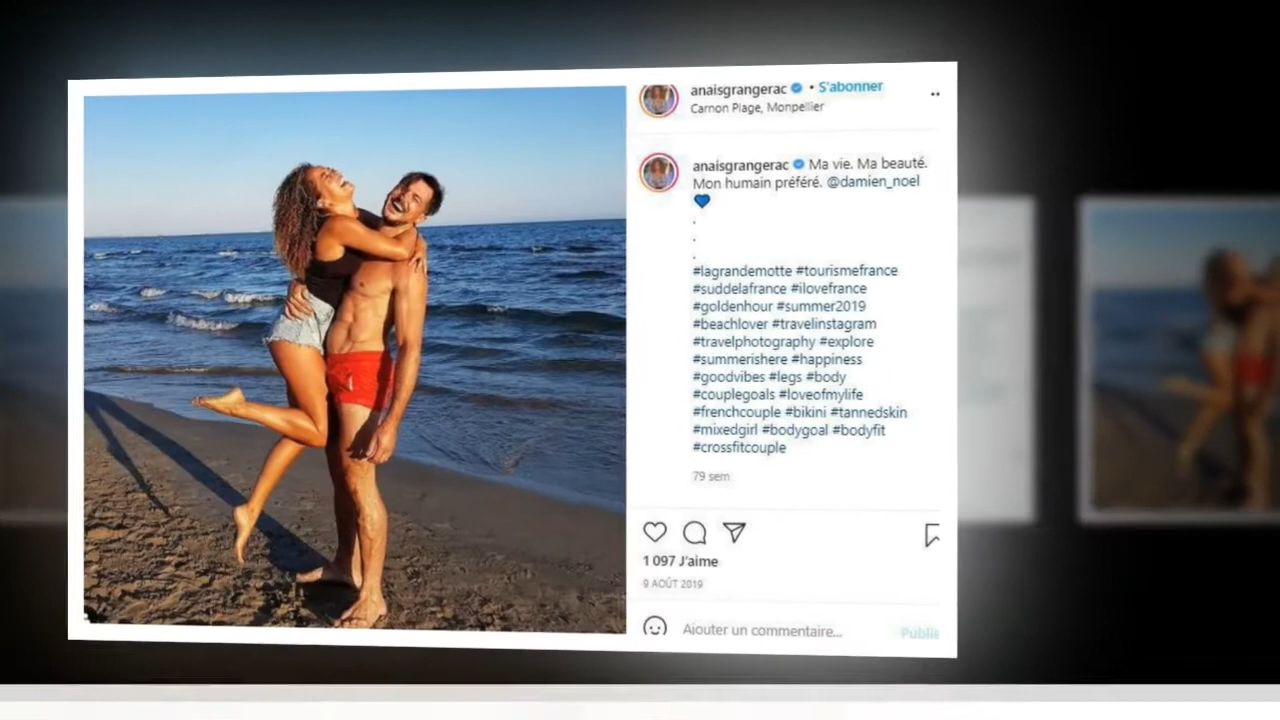 anaisgrangerac • S'abonner
Carnon Plage, Monpellier
anaisgrangerac Ma vie. Ma beauté.
Mon humain préféré. @damien_noel
.
.
.
#lagrandemotte #tourismefrance
#suddelafrance #ilovefrance
#goldenhour #summer2019
#beachlover #travelinstagram
#travelphotography #explore
#summerishere #happiness
#goodvibes #legs #body
#couplegoals #loveofmylife
#frenchcouple #bikini #tannedskin
#mixedgirl #bodygoal #bodyfit
#crossfitcouple
79 sem
1 097 J'aime
9 AOÛT 2019
Ajouter un commentaire...
Publie